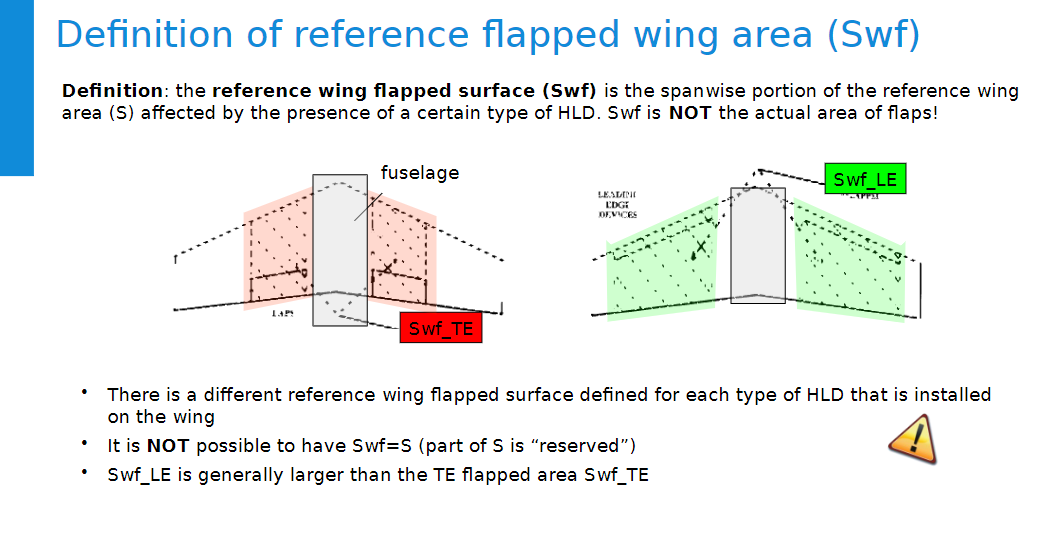 Definition of reference flapped wing area (Swf)
Definition: the reference wing flapped surface (Swf) is the spanwise portion of the reference wing
area (S) affected by the presence of a certain type of HLD. Swf is NOT the actual area of flaps!
fuselage
Swf_LE
EDGE
DEVICES
Swf_TE
• There is a different reference wing flapped surface defined for each type of HLD that is installed
on the wing
• It is NOT possible to have Swf=S (part of S is “reserved”)
• Swf_LE is generally larger than the TE flapped area Swf_TE